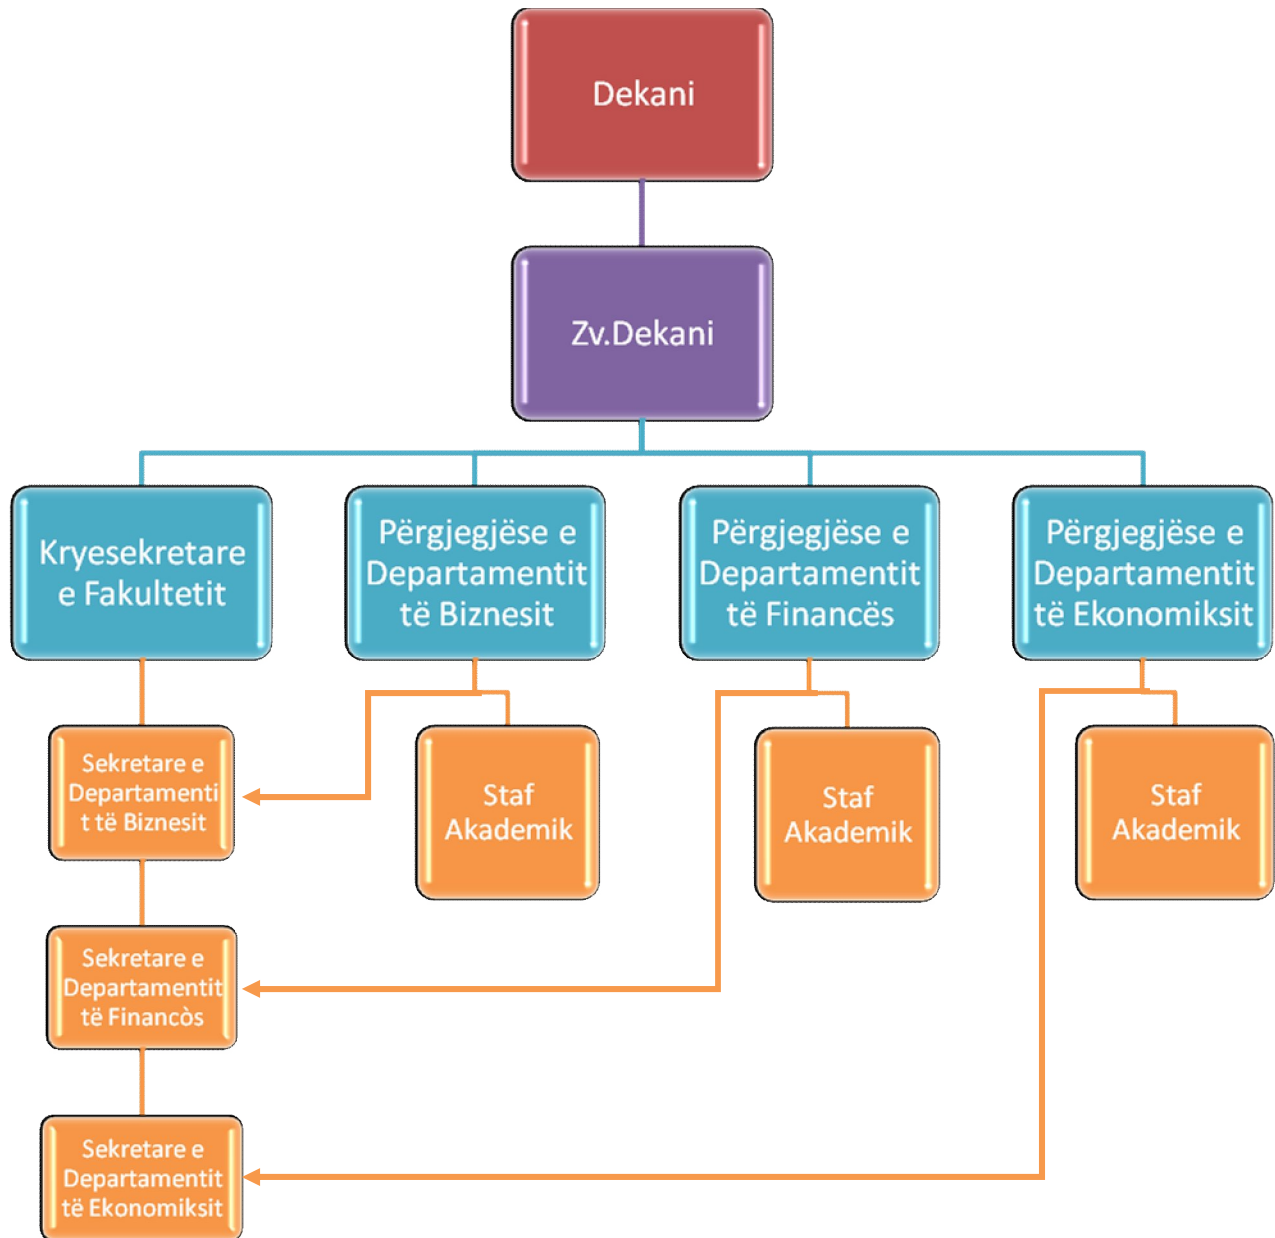 Dekani
Zv.Dekani
Kryesekretare
e Fakultetit
Përgjegjëse e
Departamentit
të Biznesit
Përgjegjëse e
Departamentit
të Financës
Përgjegjëse e
Departamentit
të Ekonomiksit
Sekretare e
Departamenti
t të Biznesit
Staf
Akademik
Staf
Akademik
Staf
Akademik
Sekretare e
Departamentit
të Financòs
Sekretare e
Departamentit
të Ekonomiksit